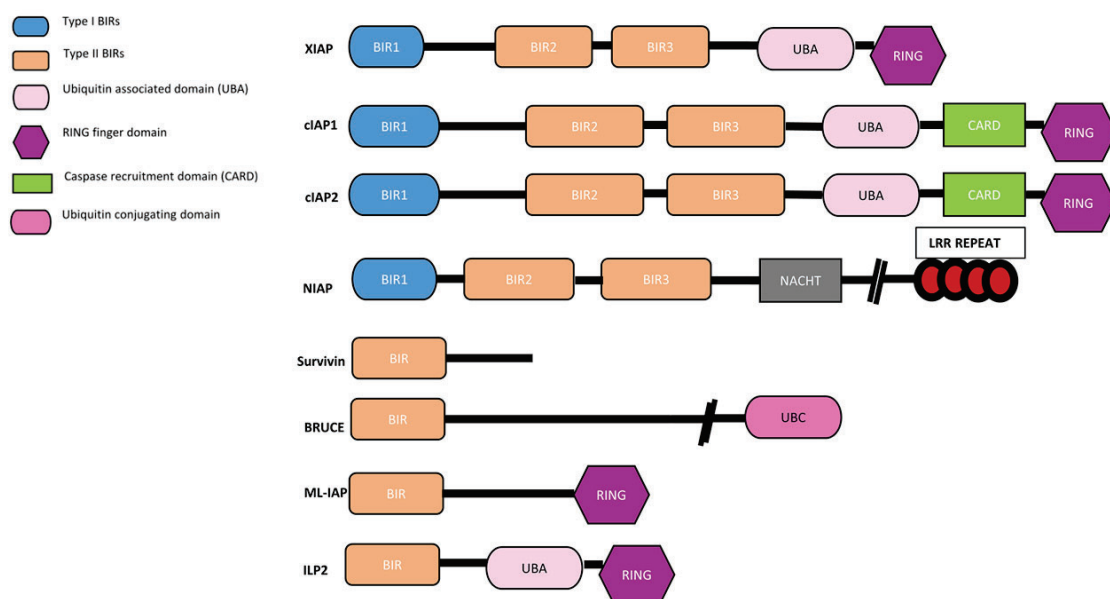 Type I BIRs
Type II BIRs
Ubiquitin associated domain (UBA)
RING finger domain
Caspase recruitment domain (CARD)
Ubiquitin conjugating domain
XIAP BIR1 BIR2 BIR3 UBA RING
cIAP1 BIR1 BIR2 BIR3 UBA CARD RING
cIAP2 BIR1 BIR2 BIR3 UBA CARD RING
LRR REPEAT
NIAP BIR1 BIR2 BIR3 NACHT
Survivin BIR
BRUCE BIR UBC
ML-IAP BIR RING
ILP2 BIR UBA RING